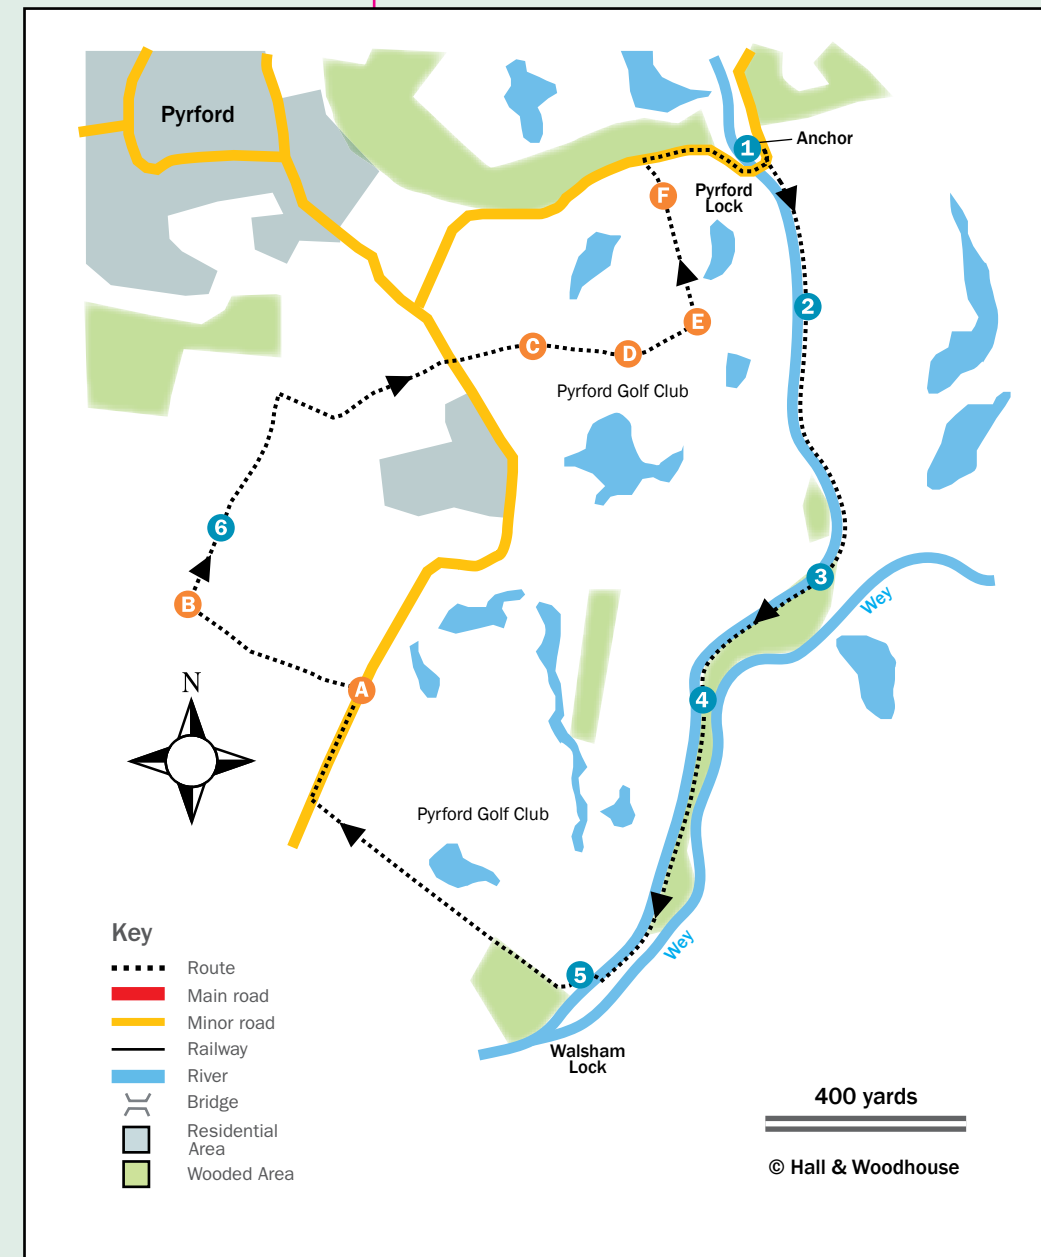 Pyrford
1
Anchor
F
Pyrford
Lock
2
E
C
D
Pyrford Golf Club
6
3
B
Wey
N
A
4
Pyrford Golf Club
Key
Wey
5
Route
Main road
Minor road
Railway
River
Bridge
Residential
Area
Wooded Area
Walsham
Lock
400 yards
© Hall & Woodhouse